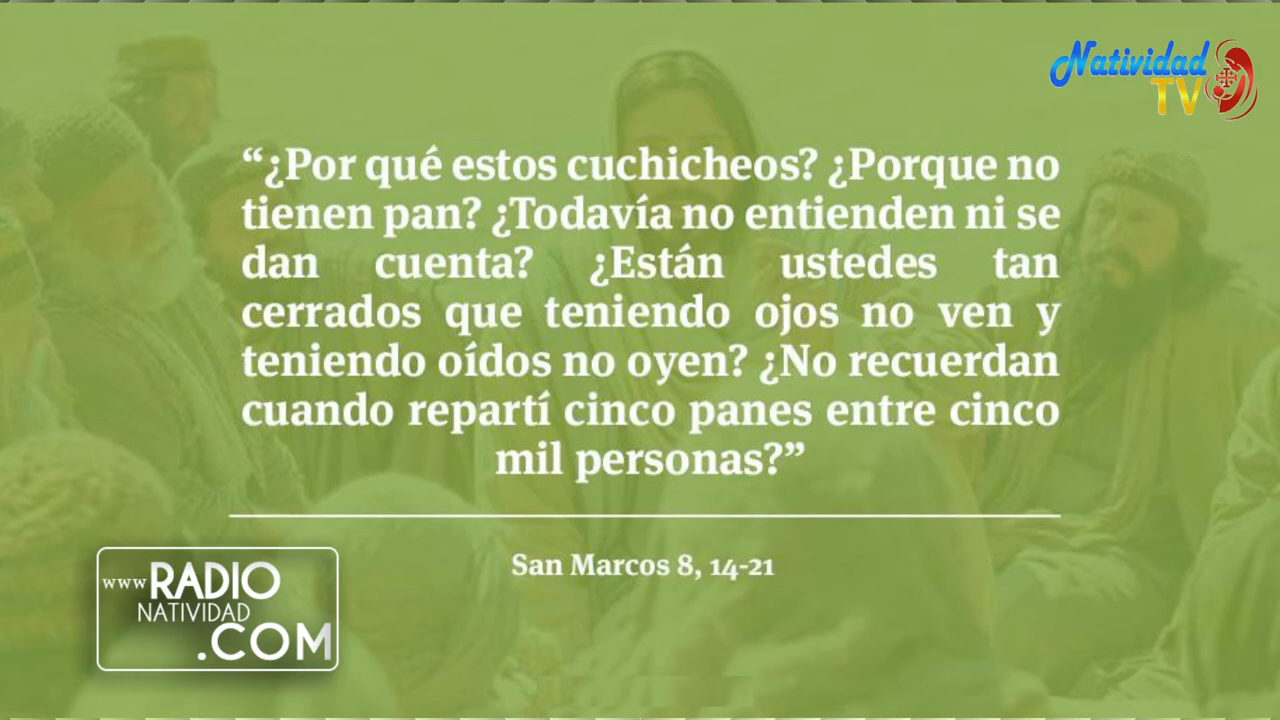 Natividad
TV
“¿Por qué estos cuchicheos? ¿Porque no
tienen pan? ¿Todavía no entienden ni se
dan cuenta? ¿Están ustedes tan
cerrados que teniendo ojos no ven y
teniendo oídos no oyen? ¿No recuerdan
cuando repartí cinco panes entre cinco
mil personas?”
San Marcos 8, 14-21
www RADIO
NATIVIDAD
.COM